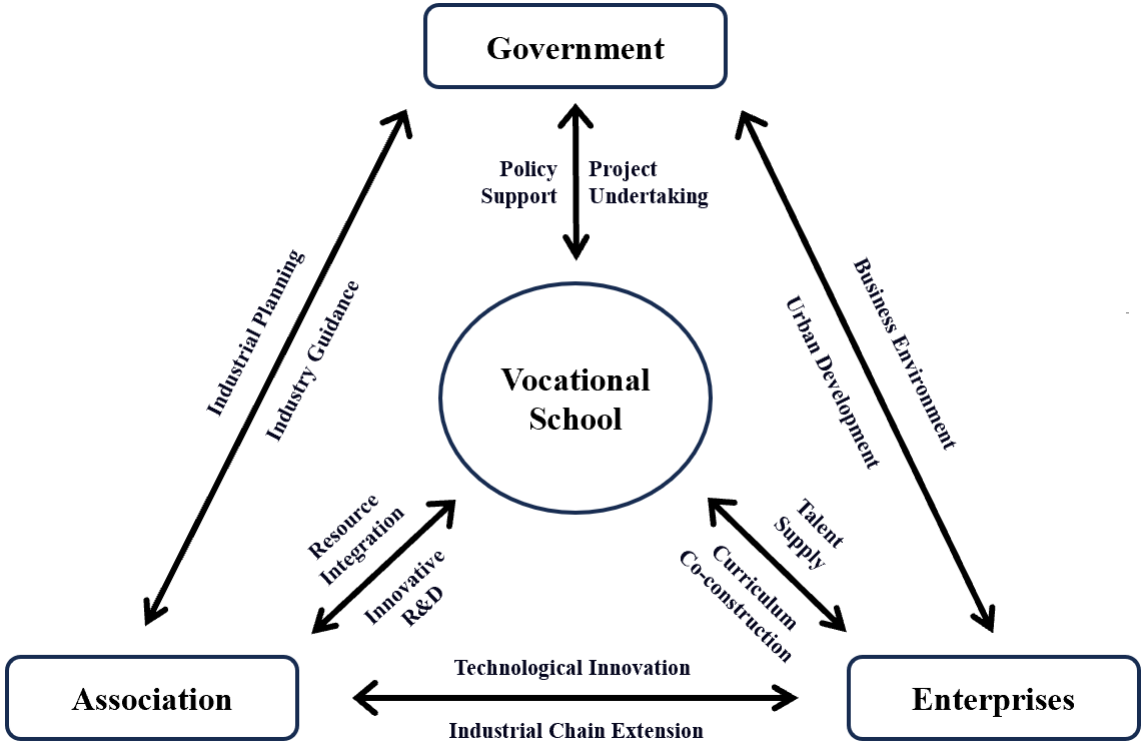 Government
Policy
Support
Project
Undertaking
Industrial Planning
Industry Guidance
Business Environment
Urban Development
Vocational
School
Resource
Integration
Innovative
R&D
Talent
Supply
Curriculum
Co-construction
Technological Innovation
Association
Enterprises
Industrial Chain Extension